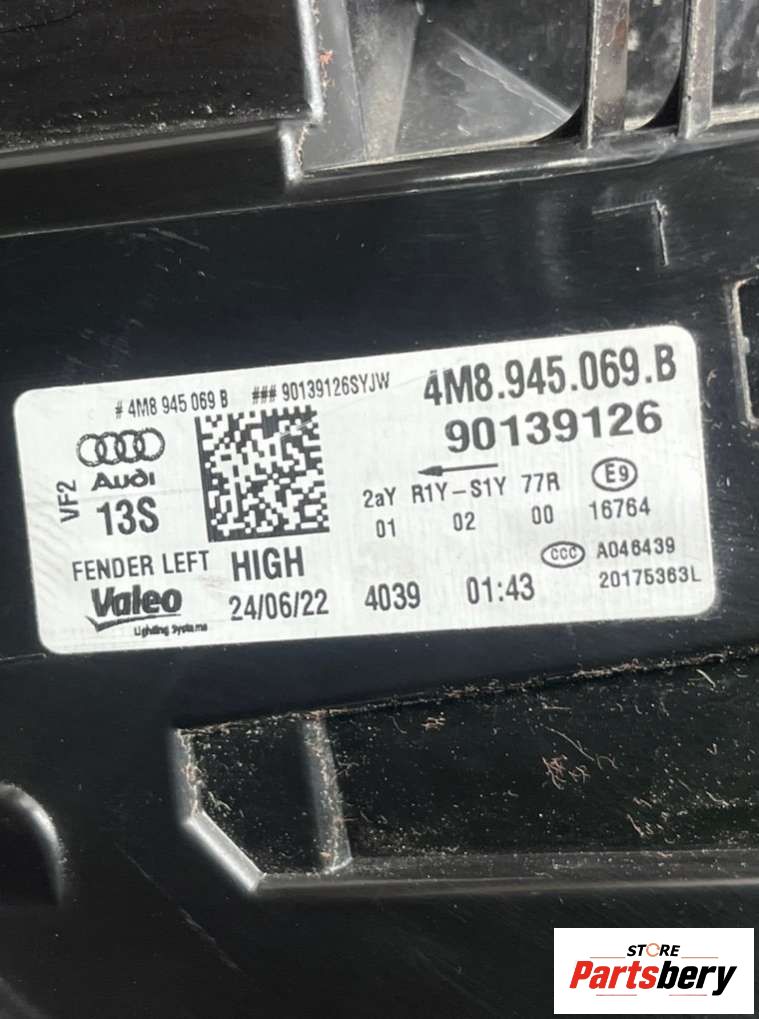 # 4M8 945 069 B ### 90139126SYJW
4M8.945.069.B
90139126
Audi
VF2
13S
2aY R1Y-S1Y 77R E9
01 02 00 16764
FENDER LEFT HIGH
CCC A046439
Valeo
Lighting Systems
24/06/22 4039 01:43
20175363L
STORE
Partsbery